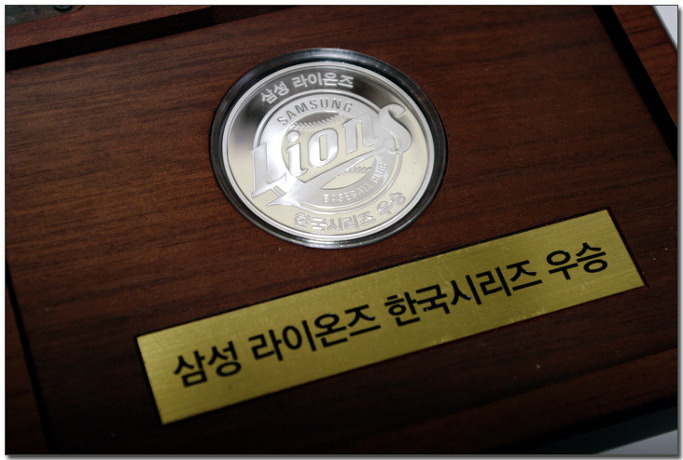 삼성 라이온즈
SAMSUNG
Lions
BASEBALL CLUB
한국시리즈 우승
삼성 라이온즈 한국시리즈 우승